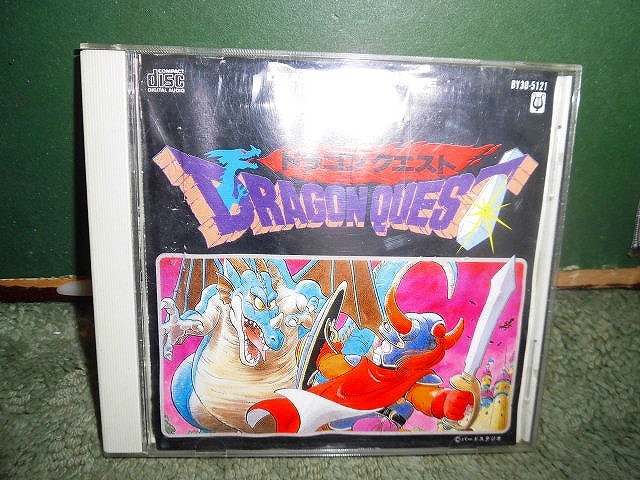 COMPACT
disc
DIGITAL AUDIO
BY30-5121
ドラゴンクエスト
DRAGON QUEST
©バードスタジオ